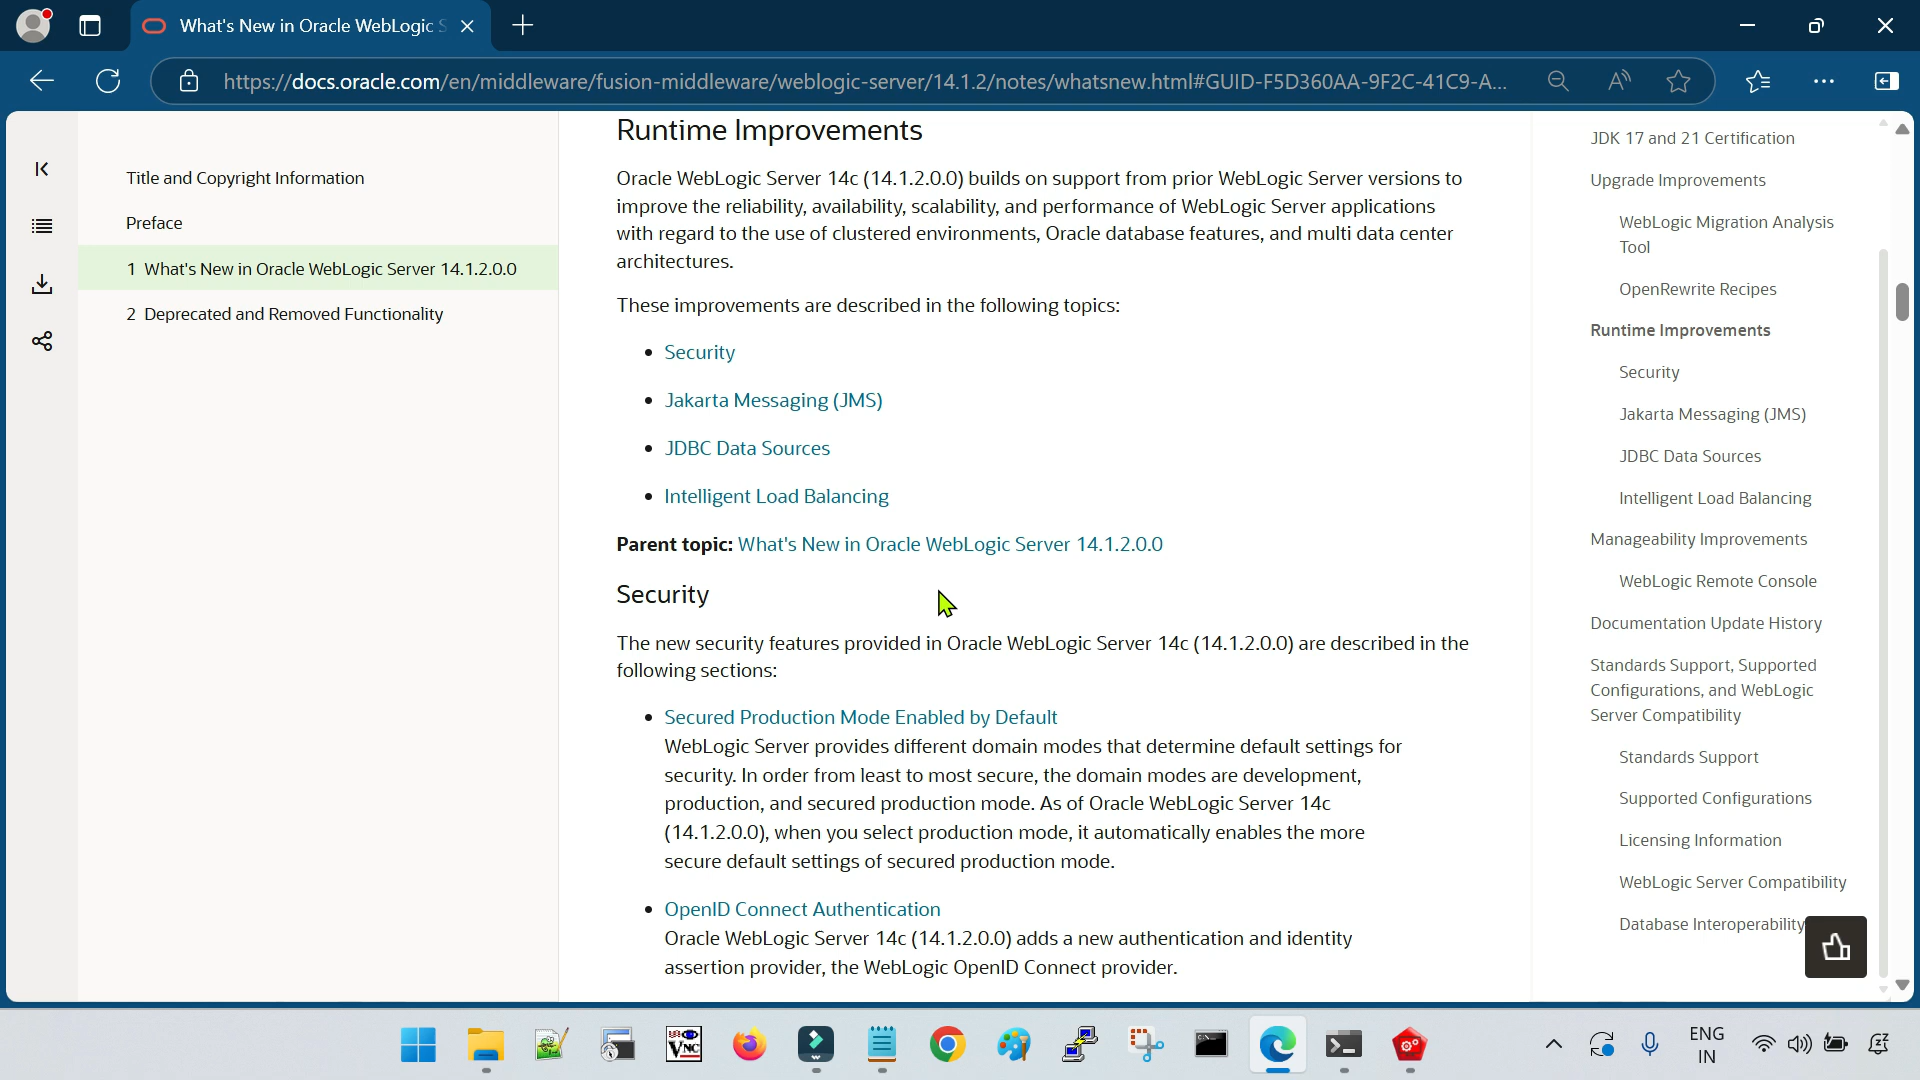 What's New in Oracle WebLogic S
https://docs.oracle.com/en/middleware/fusion-middleware/weblogic-server/14.1.2/notes/whatsnew.html#GUID-F5D360AA-9F2C-41C9-A...
Title and Copyright Information
Preface
1 What's New in Oracle WebLogic Server 14.1.2.0.0
2 Deprecated and Removed Functionality
Runtime Improvements
Oracle WebLogic Server 14c (14.1.2.0.0) builds on support from prior WebLogic Server versions to
improve the reliability, availability, scalability, and performance of WebLogic Server applications
with regard to the use of clustered environments, Oracle database features, and multi data center
architectures.
These improvements are described in the following topics:
• Security
• Jakarta Messaging (JMS)
• JDBC Data Sources
• Intelligent Load Balancing
Parent topic: What's New in Oracle WebLogic Server 14.1.2.0.0
Security
The new security features provided in Oracle WebLogic Server 14c (14.1.2.0.0) are described in the
following sections:
• Secured Production Mode Enabled by Default
WebLogic Server provides different domain modes that determine default settings for
security. In order from least to most secure, the domain modes are development,
production, and secured production mode. As of Oracle WebLogic Server 14c
(14.1.2.0.0), when you select production mode, it automatically enables the more
secure default settings of secured production mode.
• OpenID Connect Authentication
Oracle WebLogic Server 14c (14.1.2.0.0) adds a new authentication and identity
assertion provider, the WebLogic OpenID Connect provider.
JDK 17 and 21 Certification
Upgrade Improvements
WebLogic Migration Analysis
Tool
OpenRewrite Recipes
Runtime Improvements
Security
Jakarta Messaging (JMS)
JDBC Data Sources
Intelligent Load Balancing
Manageability Improvements
WebLogic Remote Console
Documentation Update History
Standards Support, Supported
Configurations, and WebLogic
Server Compatibility
Standards Support
Supported Configurations
Licensing Information
WebLogic Server Compatibility
Database Interoperability
VNC
ENG
IN